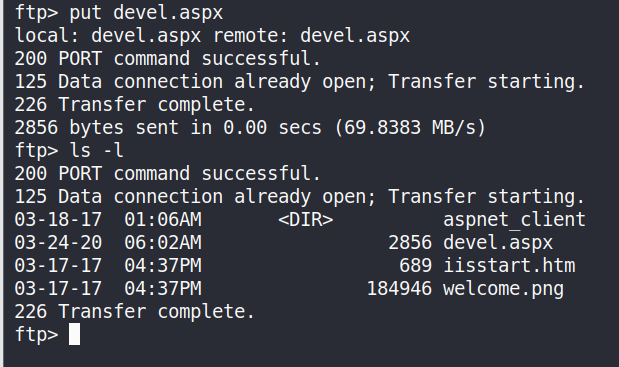 ftp> put devel.aspx
local: devel.aspx remote: devel.aspx
200 PORT command successful.
125 Data connection already open; Transfer starting.
226 Transfer complete.
2856 bytes sent in 0.00 secs (69.8383 MB/s)
ftp> ls -l
200 PORT command successful.
125 Data connection already open; Transfer starting.
03-18-17  01:06AM       <DIR>          aspnet_client
03-24-20  06:02AM                 2856 devel.aspx
03-17-17  04:37PM                  689 iisstart.htm
03-17-17  04:37PM               184946 welcome.png
226 Transfer complete.
ftp>